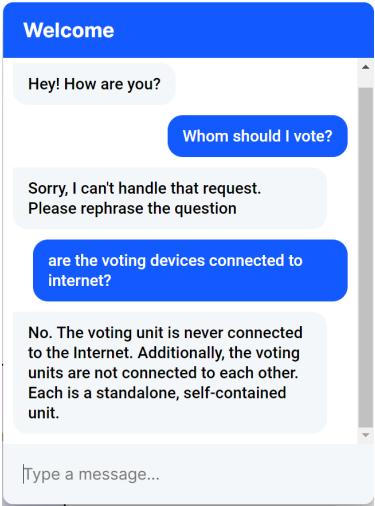 Welcome
Hey! How are you?
Whom should I vote?
Sorry, I can't handle that request.
Please rephrase the question
are the voting devices connected to
internet?
No. The voting unit is never connected
to the Internet. Additionally, the voting
units are not connected to each other.
Each is a standalone, self-contained
unit.
Type a message...